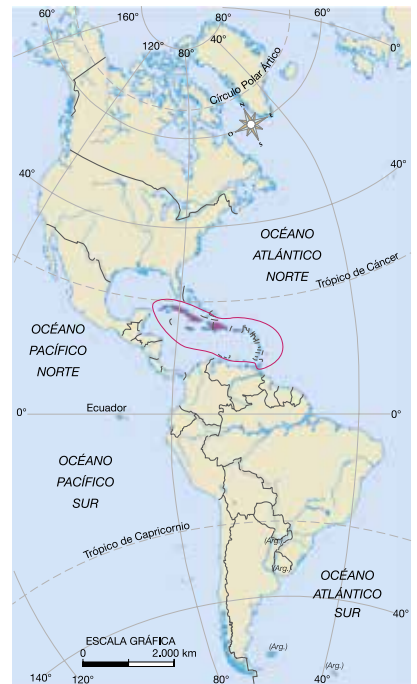 60°
160°
120°
80°
40°
60°
0°
Círculo Polar Ártico
N
E
O
S
40°
40°
OCÉANO
ATLÁNTICO
NORTE
Trópico de Cáncer
OCÉANO
PACÍFICO
NORTE
0°
Ecuador
0°
OCÉANO
PACÍFICO
SUR
Trópico de Capricornio
(Arg.)
(Arg.)
OCÉANO
ATLÁNTICO
SUR
40°
(Arg.)
(Arg.)
ESCALA GRÁFICA
0 2.000 km
140°
120°
80°
40°
0°